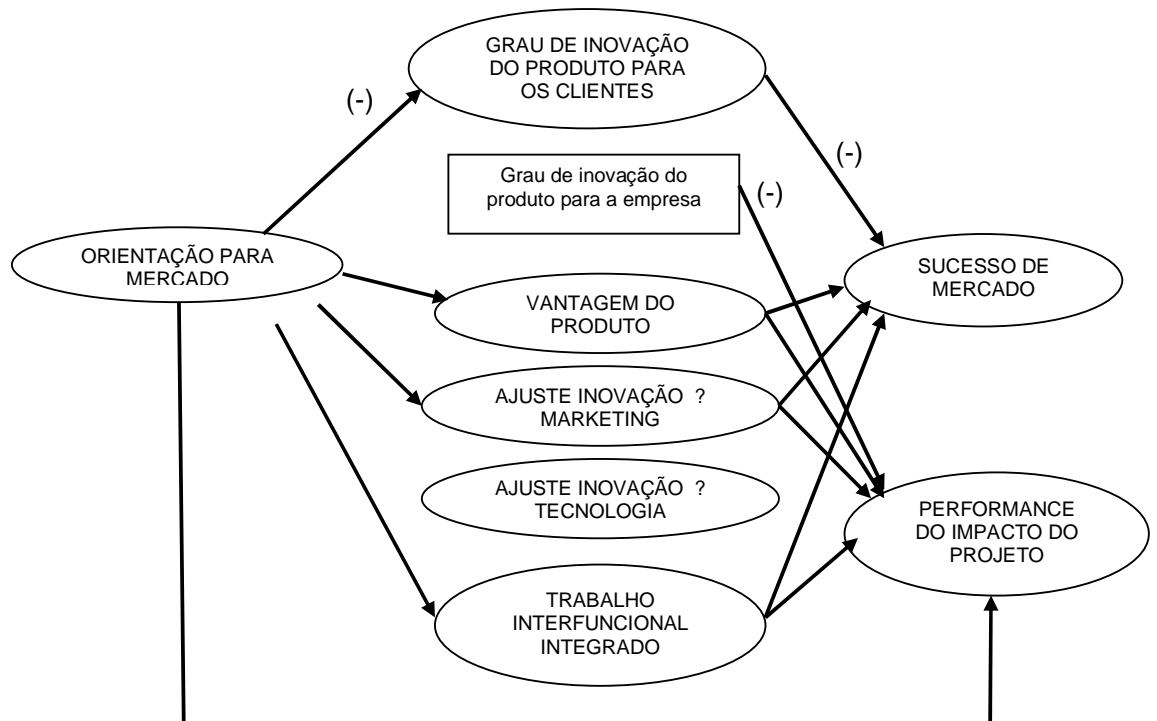 GRAU DE INOVAÇÃO
DO PRODUTO PARA
OS CLIENTES
(-)
(-)
Grau de inovação do
produto para a empresa
(-)
ORIENTAÇÃO PARA
MERCADO
SUCESSO DE
MERCADO
VANTAGEM DO
PRODUTO
AJUSTE INOVAÇÃO ?
MARKETING
AJUSTE INOVAÇÃO ?
TECNOLOGIA
PERFORMANCE
DO IMPACTO DO
PROJETO
TRABALHO
INTERFUNCIONAL
INTEGRADO